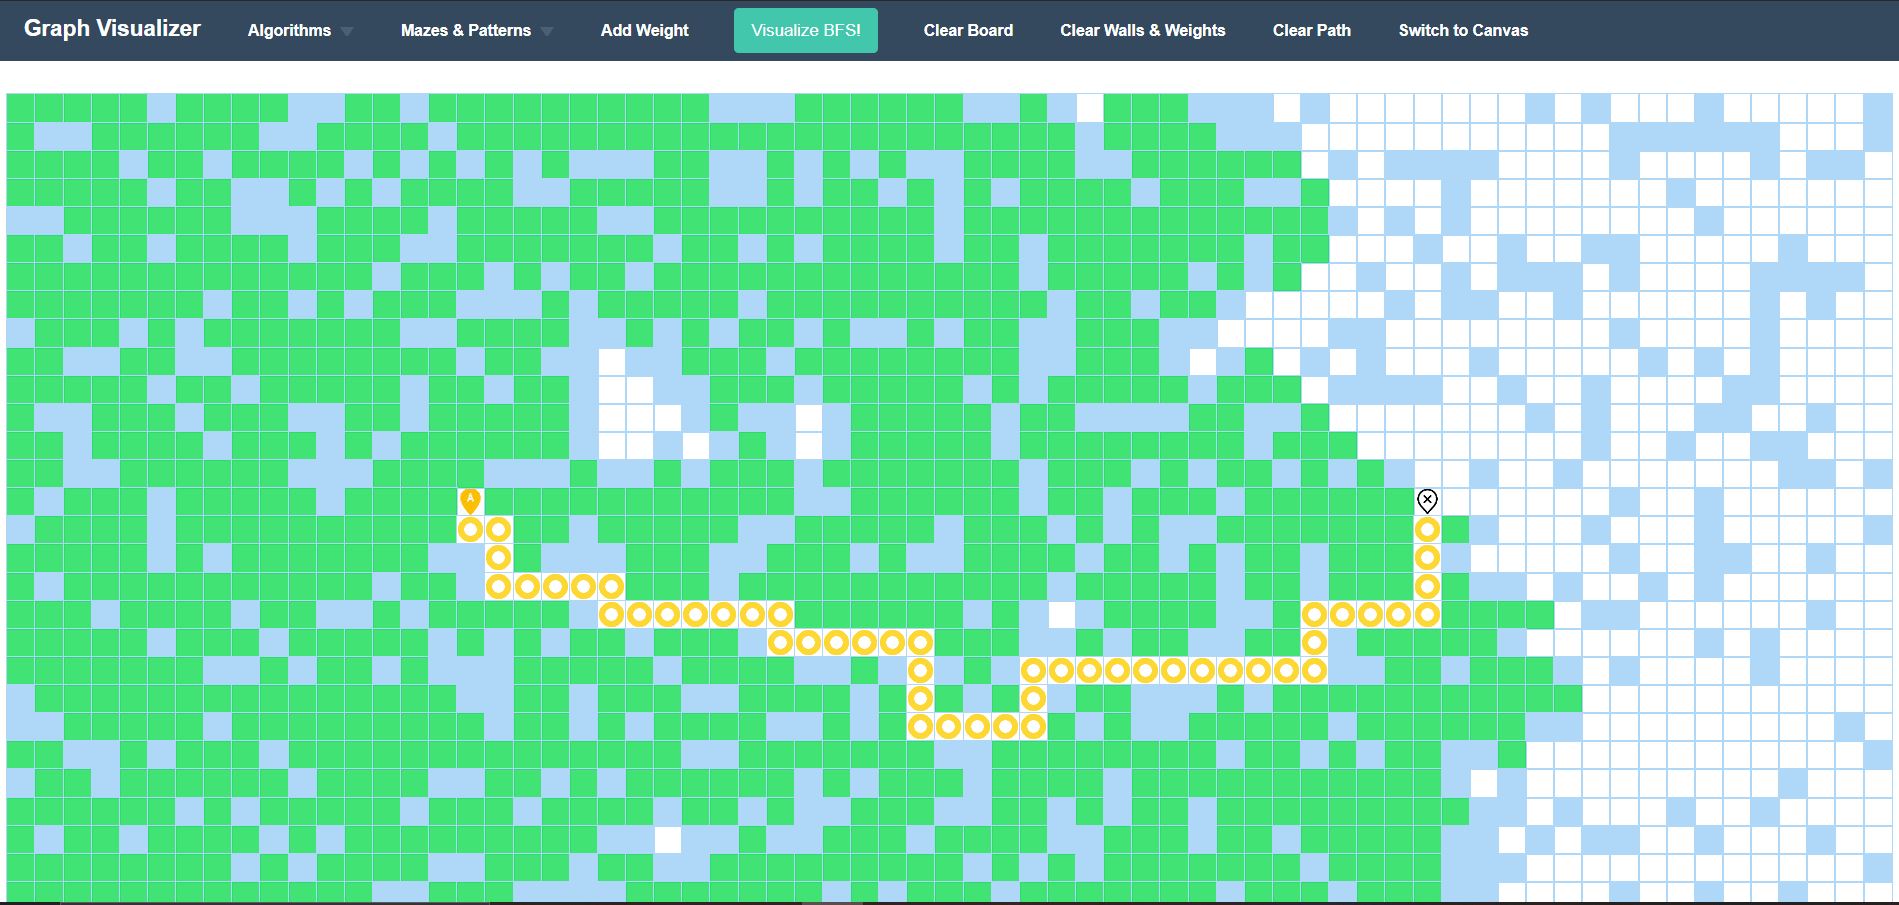 Graph Visualizer
Algorithms
Mazes & Patterns
Add Weight
Visualize BFS!
Clear Board
Clear Walls & Weights
Clear Path
Switch to Canvas
A